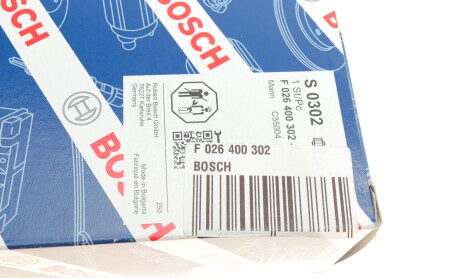 BOSCH
BOSCH
S 0302
1 St/Pc
F 026 400 302
Mann C35004
Robert Bosch GmbH
Auf der Breit 4
76227 Karlsruhe
Germany
Made in Bulgaria
Fabriqué en Bulgarie
250
F 026 400 302
BOSCH
BOSCH